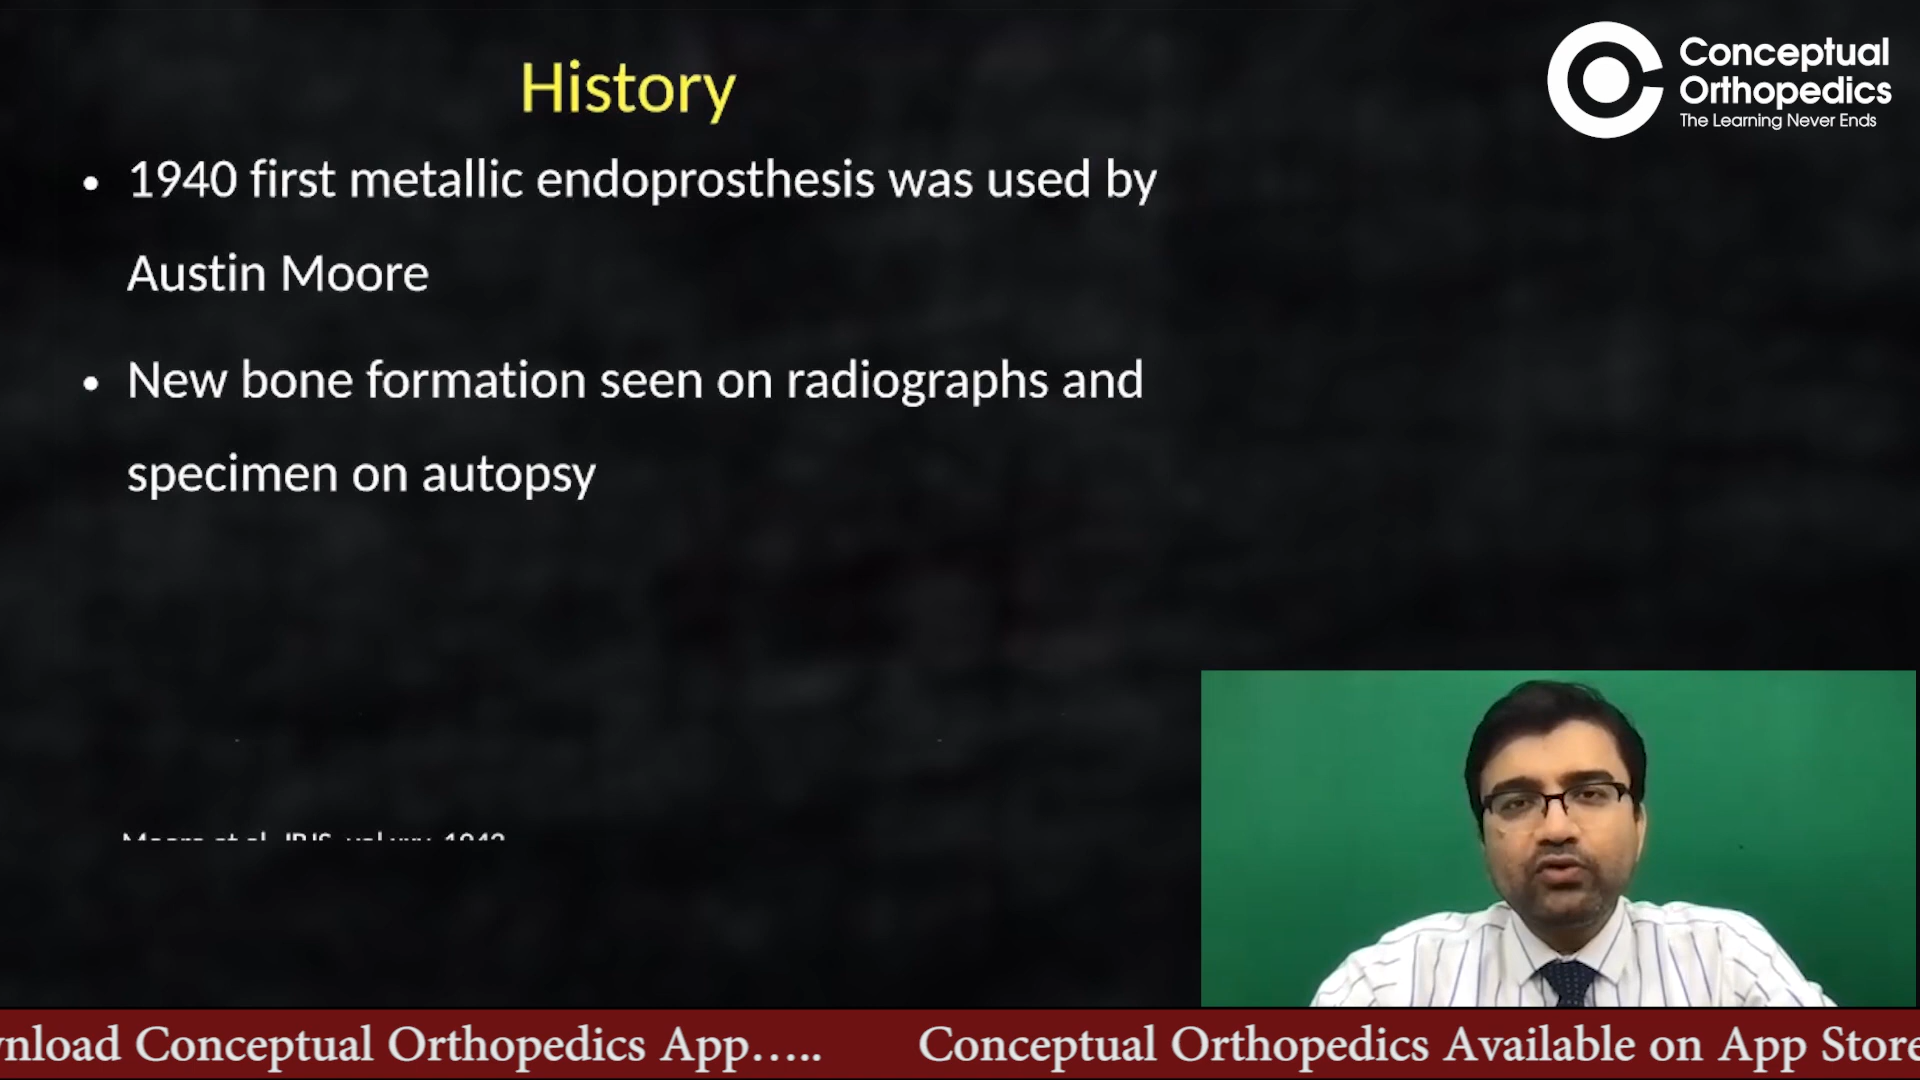 History
Conceptual
Orthopedics
The Learning Never Ends
• 1940 first metallic endoprosthesis was used by
Austin Moore
• New bone formation seen on radiographs and
specimen on autopsy
Conceptual Orthopedics App.....
Conceptual Orthopedics Available on App Store